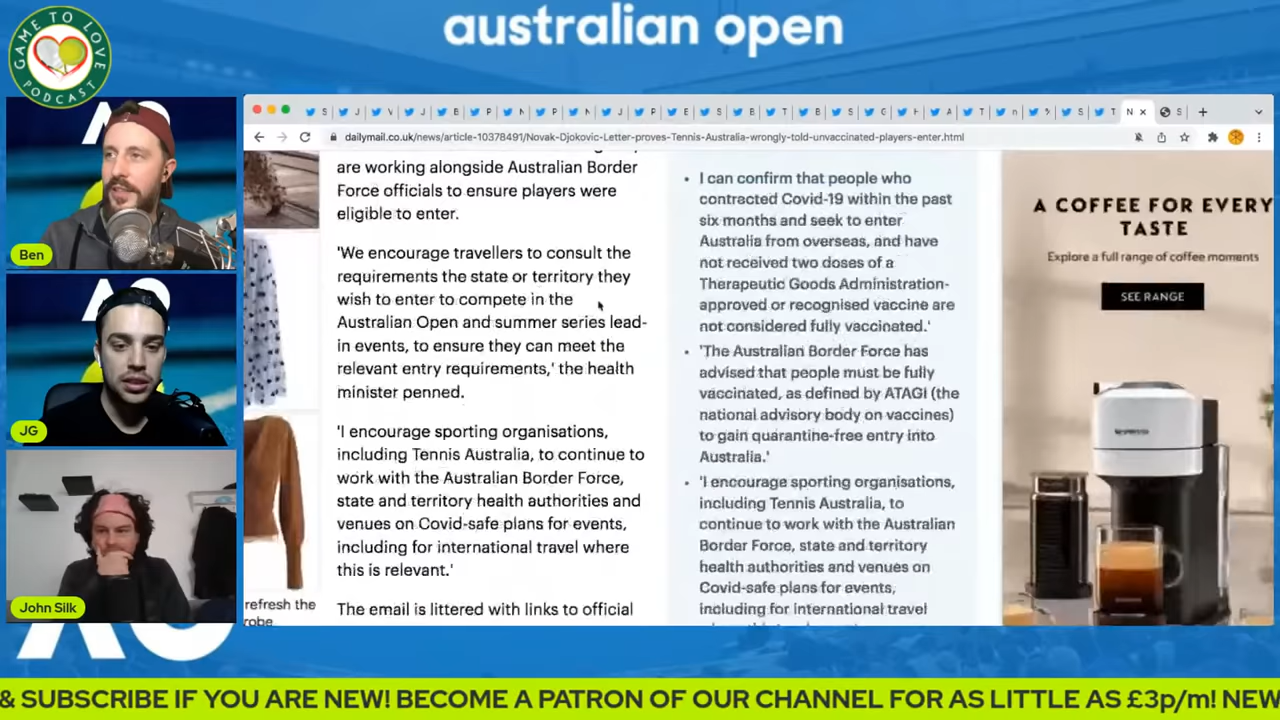 australian open
GAME TO LOVE
PODCAST
Ben
JG
John Silk
dailymail.co.uk/news/article-10378491/Novak-Djokovic-Letter-proves-Tennis-Australia-wrongly-told-unvaccinated-players-enter.html
are working alongside Australian Border
Force officials to ensure players were
eligible to enter.
'We encourage travellers to consult the
requirements the state or territory they
wish to enter to compete in the
Australian Open and summer series lead-
in events, to ensure they can meet the
relevant entry requirements,' the health
minister penned.
'I encourage sporting organisations,
including Tennis Australia, to continue to
work with the Australian Border Force,
state and territory health authorities and
venues on Covid-safe plans for events,
including for international travel where
this is relevant.'
The email is littered with links to official
refresh the
robe.
• I can confirm that people who
contracted Covid-19 within the past
six months and seek to enter
Australia from overseas, and have
not received two doses of a
Therapeutic Goods Administration-
approved or recognised vaccine are
not considered fully vaccinated.'
• 'The Australian Border Force has
advised that people must be fully
vaccinated, as defined by ATAGI (the
national advisory body on vaccines)
to gain quarantine-free entry into
Australia.'
• 'I encourage sporting organisations,
including Tennis Australia, to
continue to work with the Australian
Border Force, state and territory
health authorities and venues on
Covid-safe plans for events,
including for international travel
A COFFEE FOR EVERY
TASTE
Explore a full range of coffee moments
SEE RANGE
NESPRESSO
& SUBSCRIBE IF YOU ARE NEW! BECOME A PATRON OF OUR CHANNEL FOR AS LITTLE AS £3p/m! NEW